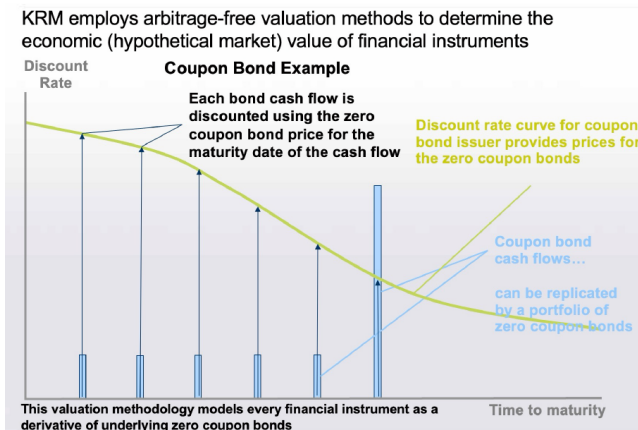 KRM employs arbitrage-free valuation methods to determine the
economic (hypothetical market) value of financial instruments
Discount
Rate
Coupon Bond Example
Each bond cash flow is
discounted using the zero
coupon bond price for the
maturity date of the cash flow
Discount rate curve for coupon
bond issuer provides prices for
the zero coupon bonds
Coupon bond
cash flows…
can be replicated
by a portfolio of
zero coupon bonds
This valuation methodology models every financial instrument as a
derivative of underlying zero coupon bonds
Time to maturity